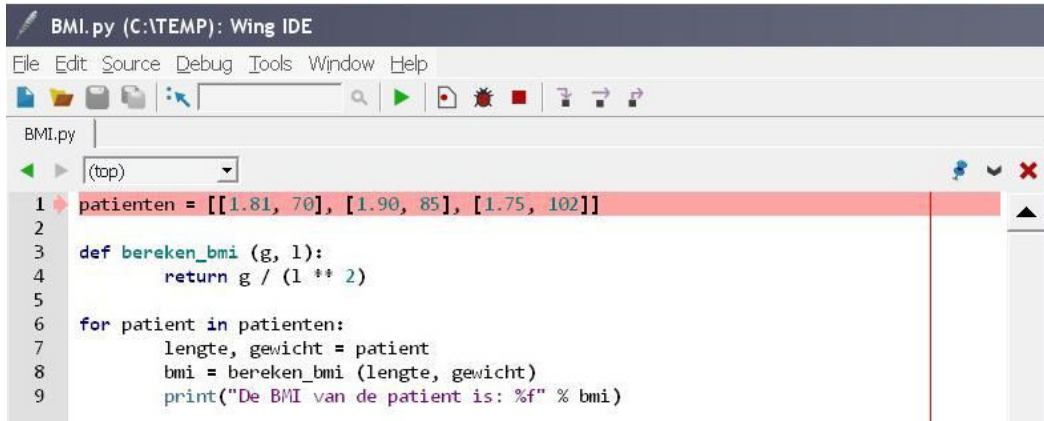 BMI.py (C:\TEMP): Wing IDE
File Edit Source Debug Tools Window Help
BMI.py
(top)
1 patienten = [[1.81, 70], [1.90, 85], [1.75, 102]]
2
3 def bereken_bmi (g, l):
4 return g / (l ** 2)
5
6 for patient in patienten:
7 lengte, gewicht = patient
8 bmi = bereken_bmi (lengte, gewicht)
9 print("De BMI van de patient is: %f" % bmi)